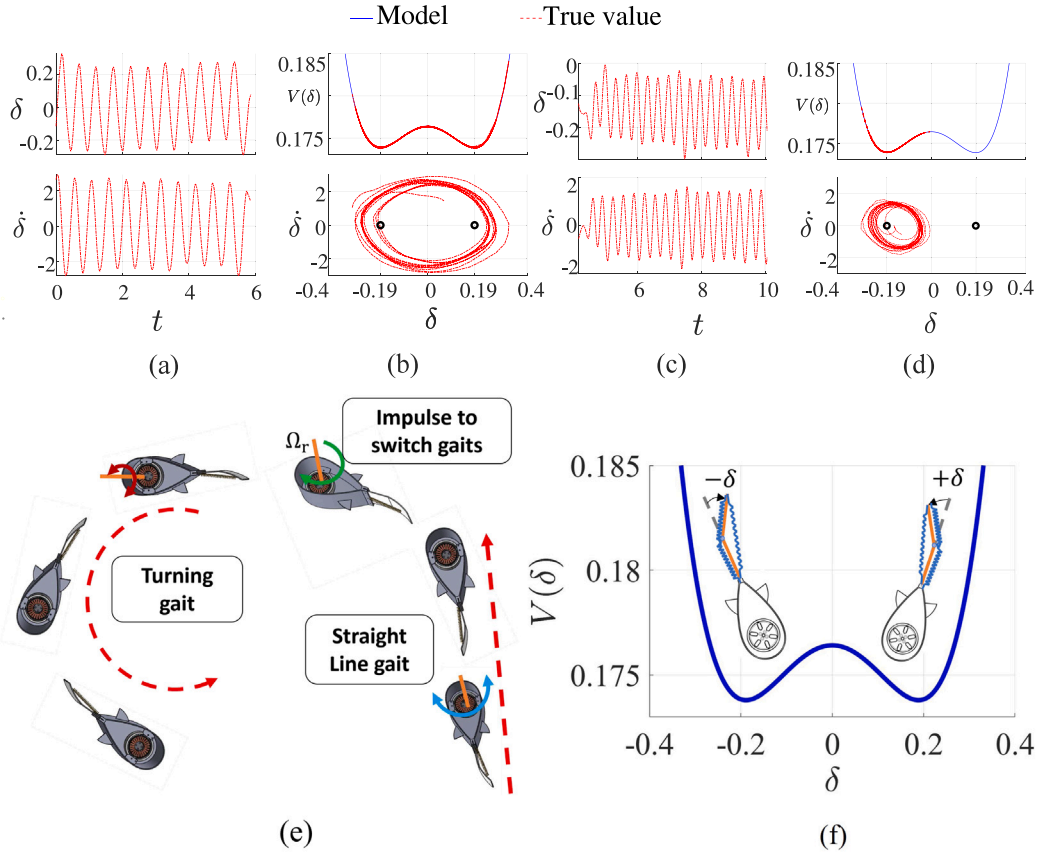 Model
True value
0.2
0
-0.2
δ
2
0
-2
δ̇
0
2
4
6
t
(a)
0.185
V(δ)
0.175
2
0
-2
-0.4
-0.19
0
0.19
0.4
δ
(b)
0
-0.1
-0.2
δ
2
0
-2
δ̇
6
8
10
t
(c)
0.185
V(δ)
0.175
2
0
-2
δ̇
-0.4
-0.19
0
0.19
0.4
δ
(d)
Impulse to
switch gaits
Ωr
Turning
gait
Straight
Line gait
(e)
0.185
0.18
0.175
V(δ)
−δ
+δ
-0.4
-0.2
0
0.2
0.4
δ
(f)